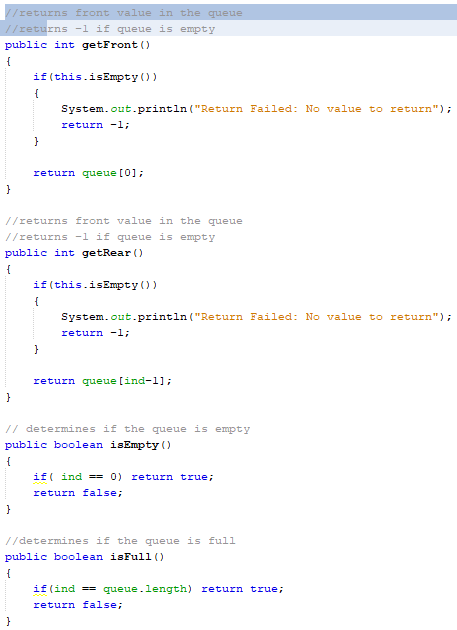 //returns front value in the queue
//returns -1 if queue is empty
public int getFront()
{
    if(this.isEmpty())
    {
        System.out.println("Return Failed: No value to return");
        return -1;
    }

    return queue[0];
}

//returns front value in the queue
//returns -1 if queue is empty
public int getRear()
{
    if(this.isEmpty())
    {
        System.out.println("Return Failed: No value to return");
        return -1;
    }

    return queue[ind-1];
}

// determines if the queue is empty
public boolean isEmpty()
{
    if( ind == 0) return true;
    return false;
}

//determines if the queue is full
public boolean isFull()
{
    if(ind == queue.length) return true;
    return false;
}